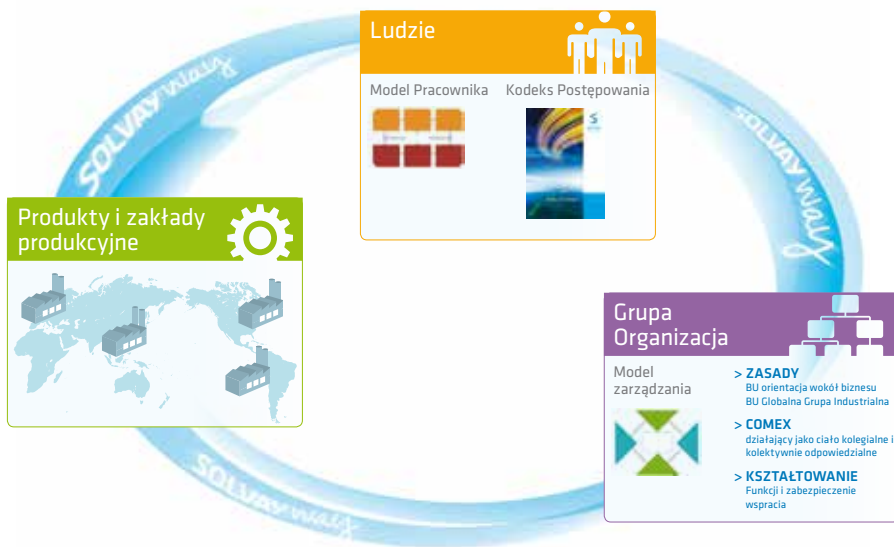 Ludzie
Model Pracownika
Kodeks Postępowania
SOLVAY way
SOLVAY way
Produkty i zakłady
produkcyjne
Grupa
Organizacja
Model
zarządzania
> ZASADY
BU orientacja wokół biznesu
BU Globalna Grupa Industrialna
> COMEX
działający jako ciało kolegialne i
kolektywnie odpowiedzialne
> KSZTAŁTOWANIE
Funkcji i zabezpieczenie
wspracia
SOLVAY way